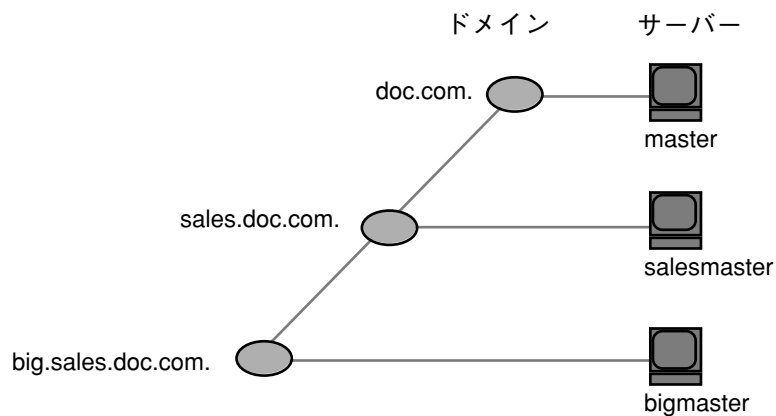 ドメイン サーバー
doc.com.
master
sales.doc.com.
salesmaster
big.sales.doc.com.
bigmaster